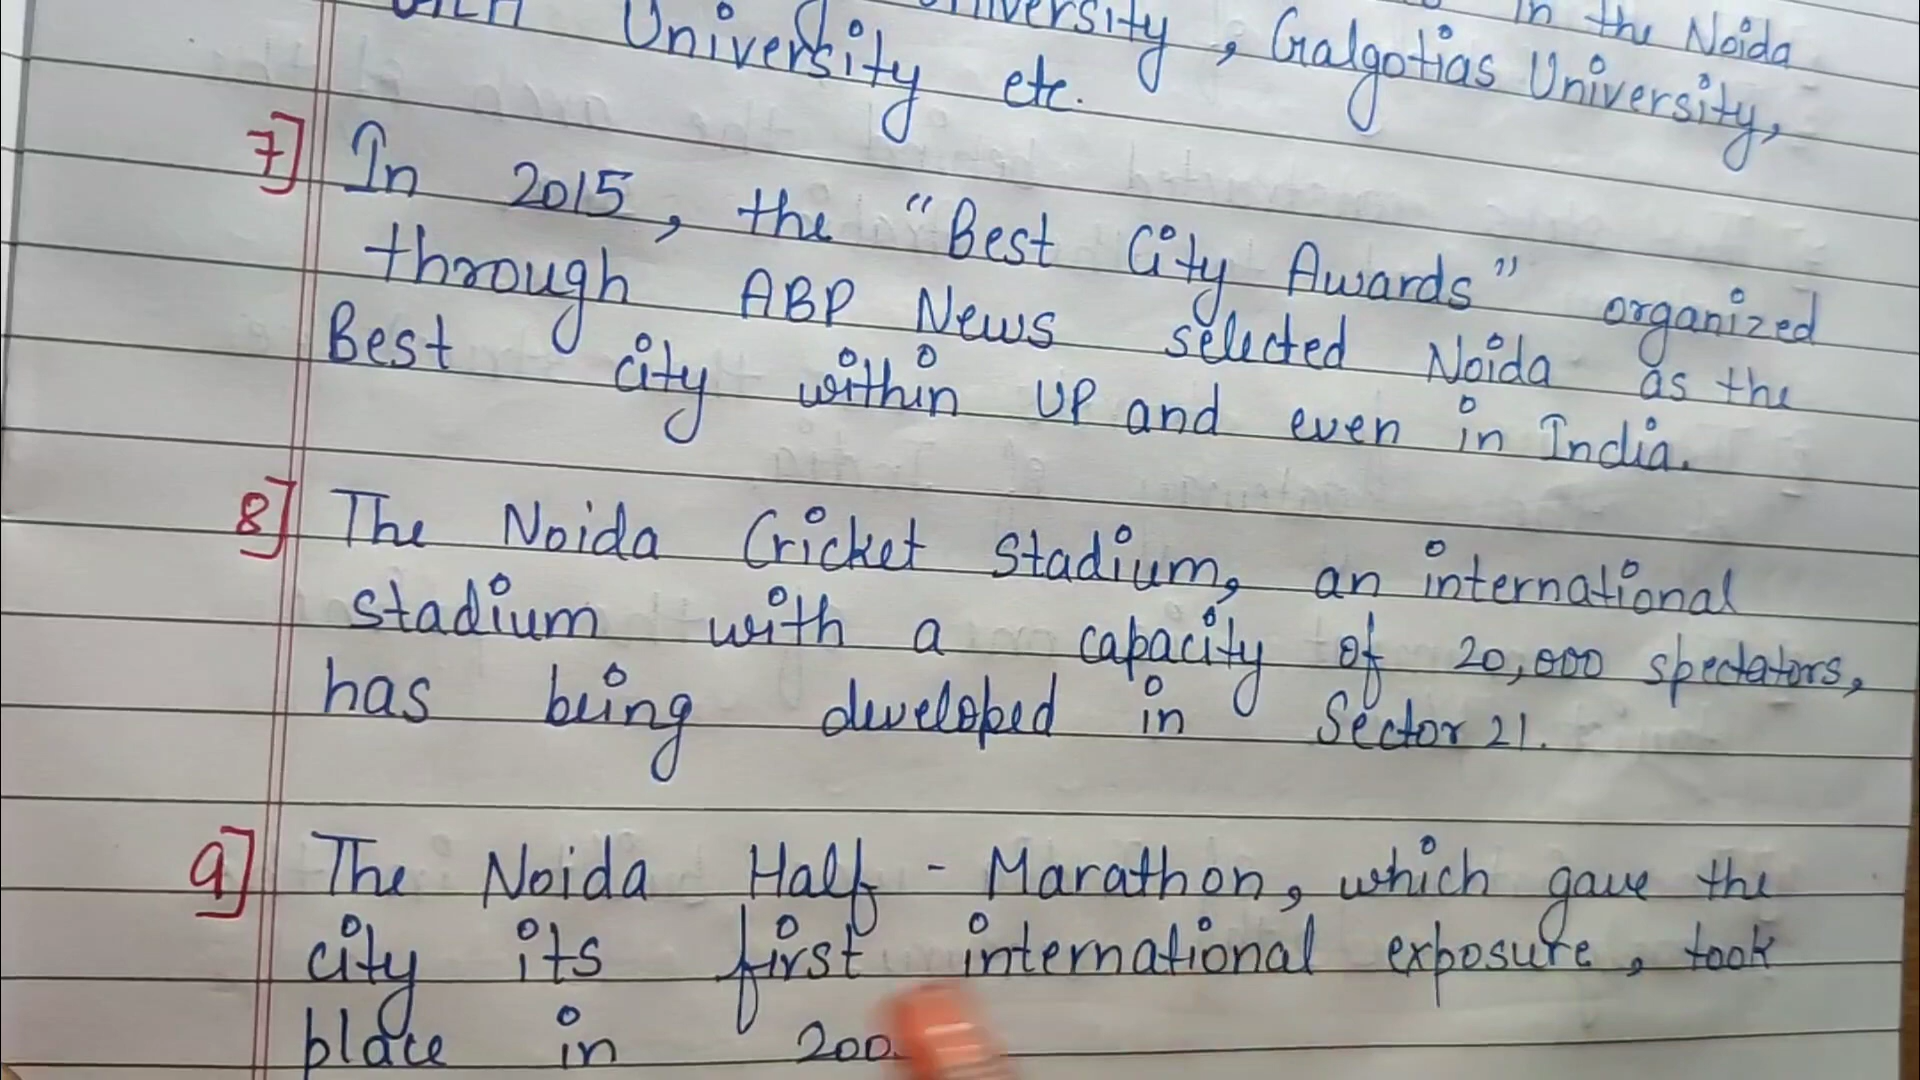 in the Noida
University, Galgotias University,
University etc.
7] In 2015, the "Best City Awards" organized
through ABP News selected Noida as the
Best city within UP and even in India.
8] The Noida Cricket Stadium, an international
stadium with a capacity of 20,000 spectators,
has being developed in Sector 21.
9] The Noida Half - Marathon, which gave the
city its first international exposure, took
place in